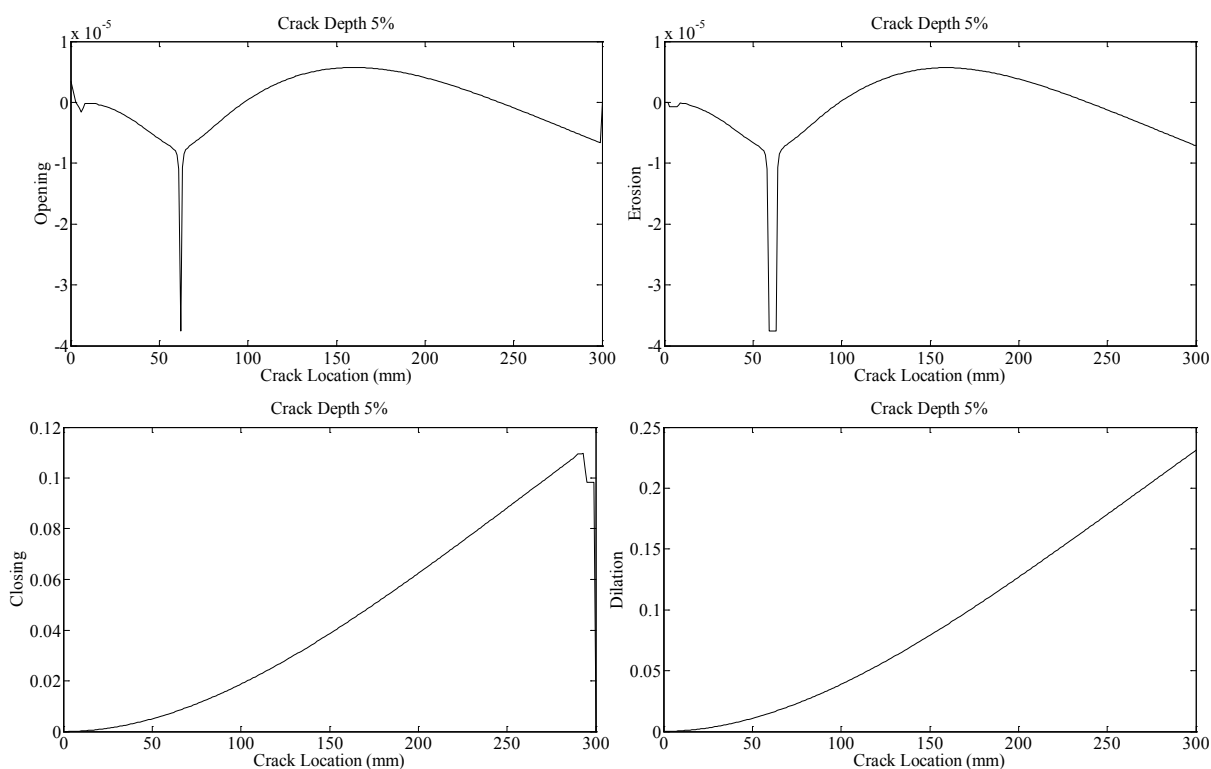 Crack Depth 5%
x 10-5
1
0
-1
-2
-3
-4
Opening
0 50 100 150 200 250 300
Crack Location (mm)
Crack Depth 5%
x 10-5
1
0
-1
-2
-3
-4
Erosion
0 50 100 150 200 250 300
Crack Location (mm)
Crack Depth 5%
0.12
0.1
0.08
0.06
0.04
0.02
0
Closing
0 50 100 150 200 250 300
Crack Location (mm)
Crack Depth 5%
0.25
0.2
0.15
0.1
0.05
0
Dilation
0 50 100 150 200 250 300
Crack Location (mm)